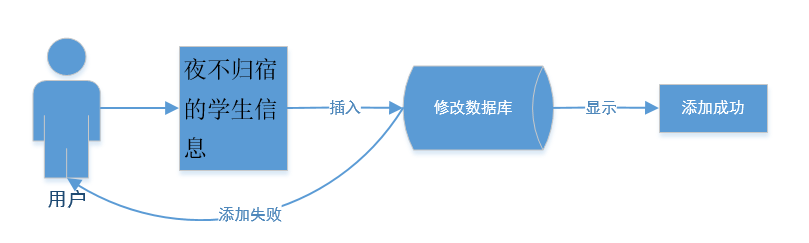 夜不归宿
的学生信
息
插入
修改数据库
显示
添加成功
用户
添加失败